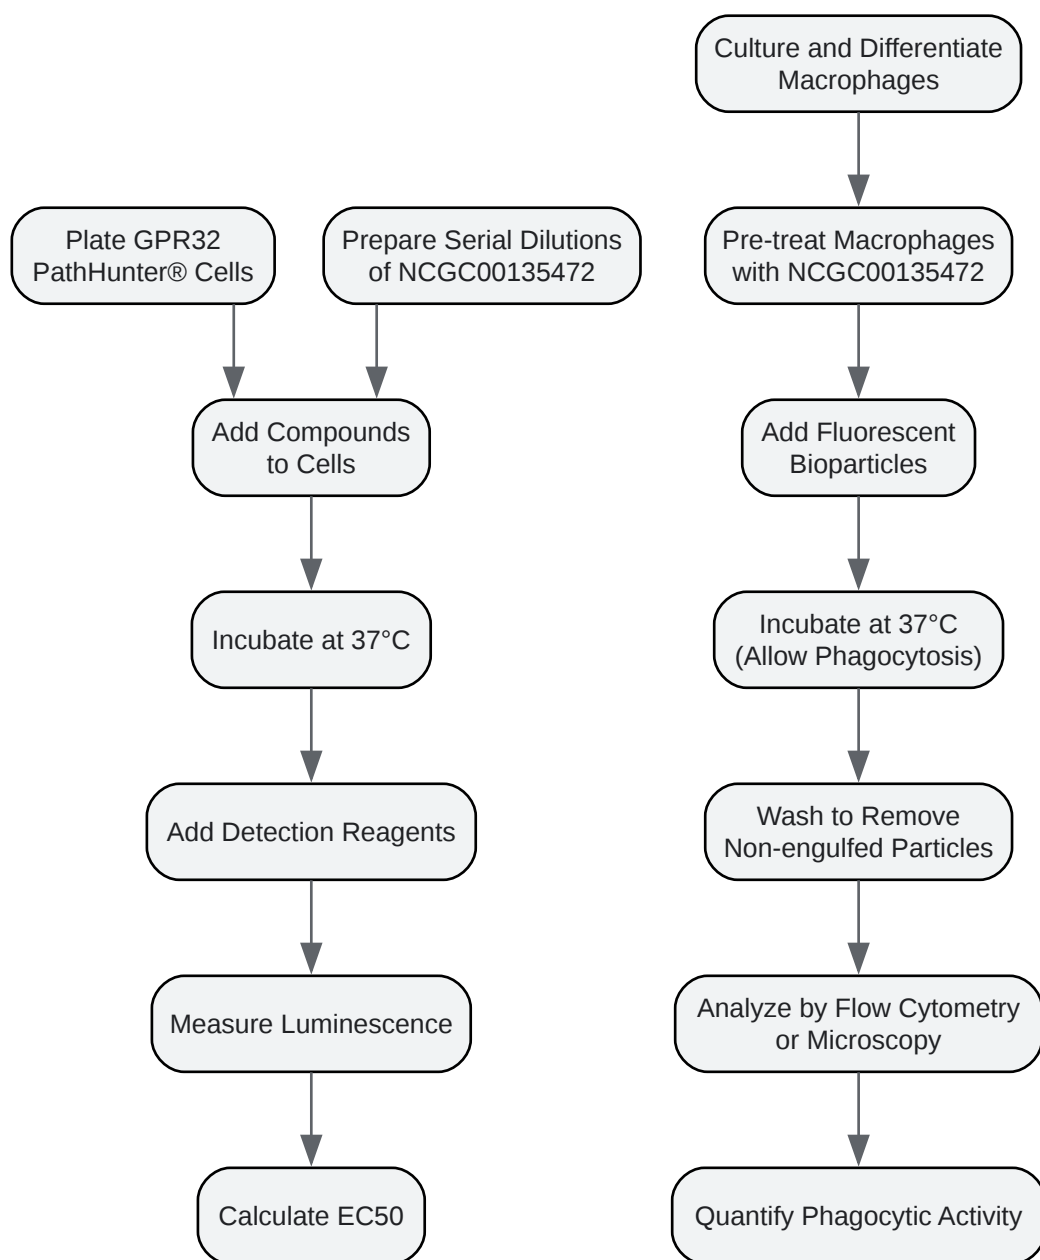 Plate GPR32
PathHunter® Cells
Prepare Serial Dilutions
of NCGC00135472
Add Compounds
to Cells
Incubate at 37°C
Add Detection Reagents
Measure Luminescence
Calculate EC50
Culture and Differentiate
Macrophages
Pre-treat Macrophages
with NCGC00135472
Add Fluorescent
Bioparticles
Incubate at 37°C
(Allow Phagocytosis)
Wash to Remove
Non-engulfed Particles
Analyze by Flow Cytometry
or Microscopy
Quantify Phagocytic Activity